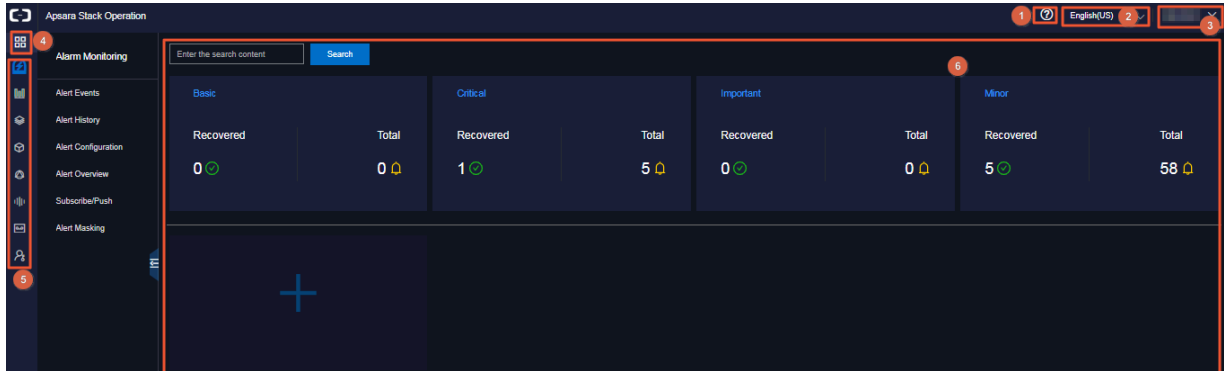 Apsara Stack Operation
1
English(US)
2
3
4
Alarm Monitoring
Enter the search content
Search
6
Alert Events
Alert History
Alert Configuration
Alert Overview
Subscribe/Push
Alert Masking
5
Basic
Critical
Important
Minor
Recovered Total
Recovered Total
Recovered Total
Recovered Total
0 0
1 5
0 0
5 58